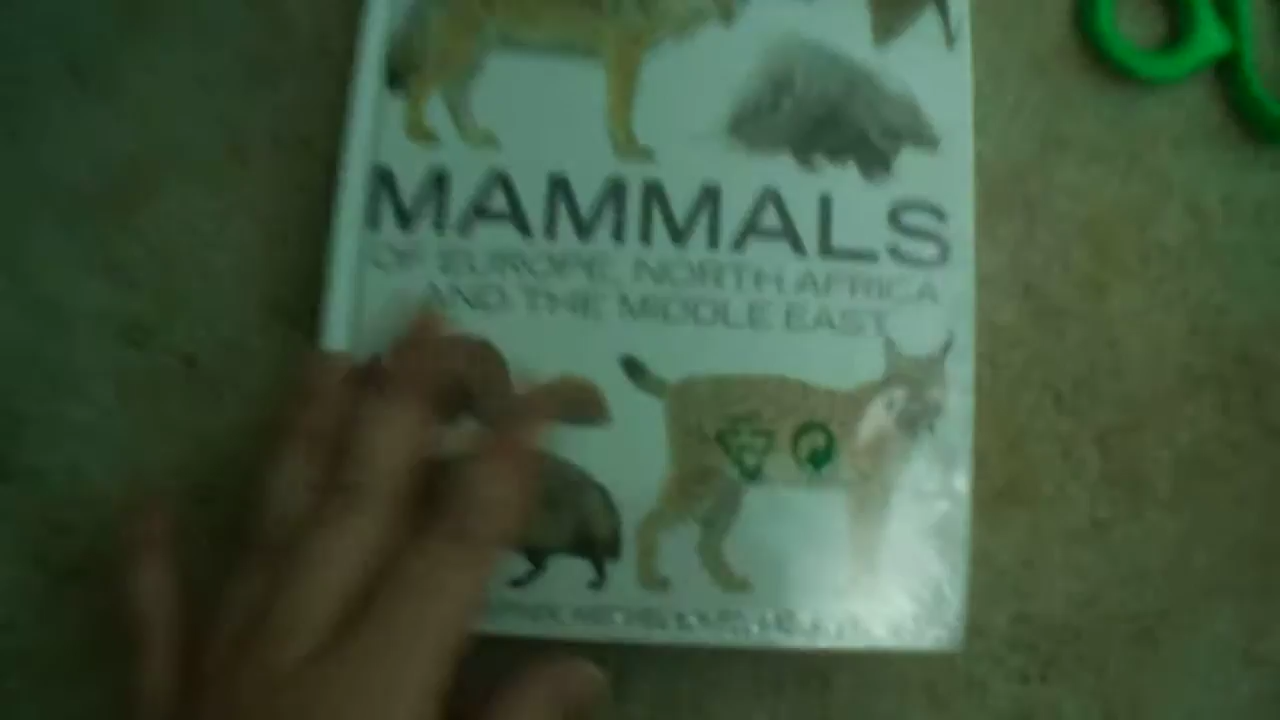 MAMMALS
OF EUROPE, NORTH AFRICA
AND THE MIDDLE EAST